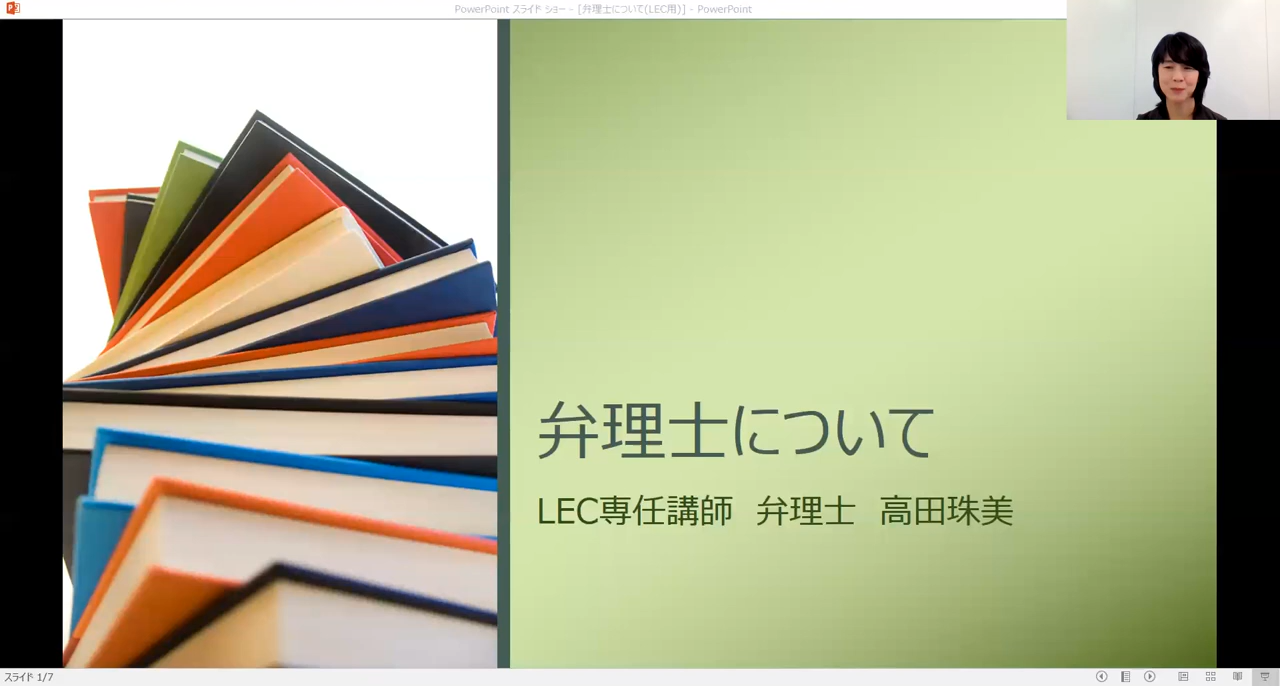 PowerPoint スライド ショー - [弁理士について(LEC用)] - PowerPoint
弁理士について
LEC専任講師　弁理士　高田珠美
スライド 1/7